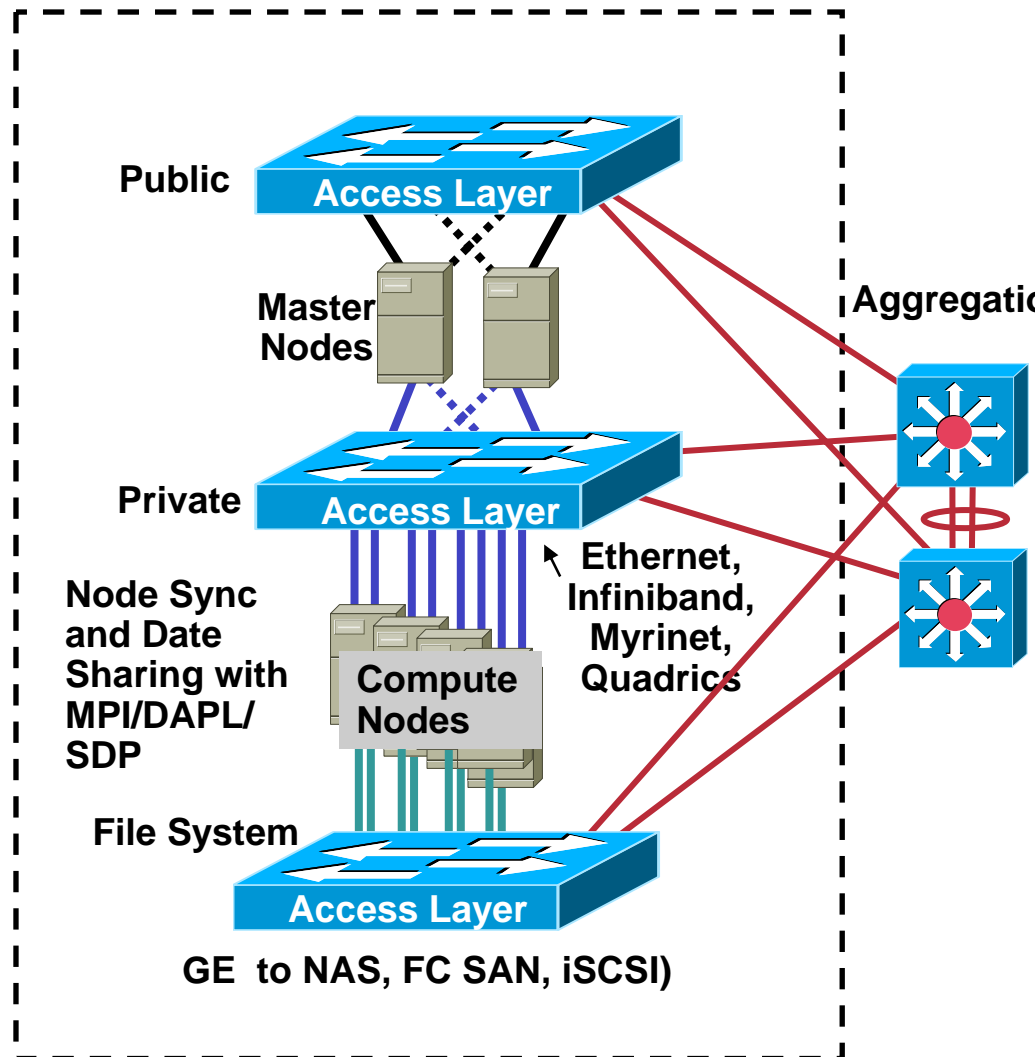 Public
Access Layer
Master
Nodes
Aggregatio
Private
Access Layer
Ethernet,
Infiniband,
Myrinet,
Quadrics
Node Sync
and Date
Sharing with
MPI/DAPL/
SDP
Compute
Nodes
File System
Access Layer
GE to NAS, FC SAN, iSCSI)